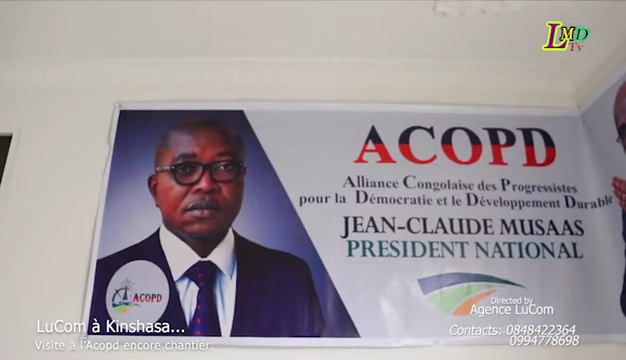 LMD
Tv
ACOPD
Alliance Congolaise des Progressistes
pour la Démocratie et le Développement Durable
JEAN-CLAUDE MUSAAS
PRESIDENT NATIONAL
ACOPD
Directed by
Agence LuCom
LuCom à Kinshasa...
Visite à l'Acopd encore chantier
Contacts: 0848422364
0994778698